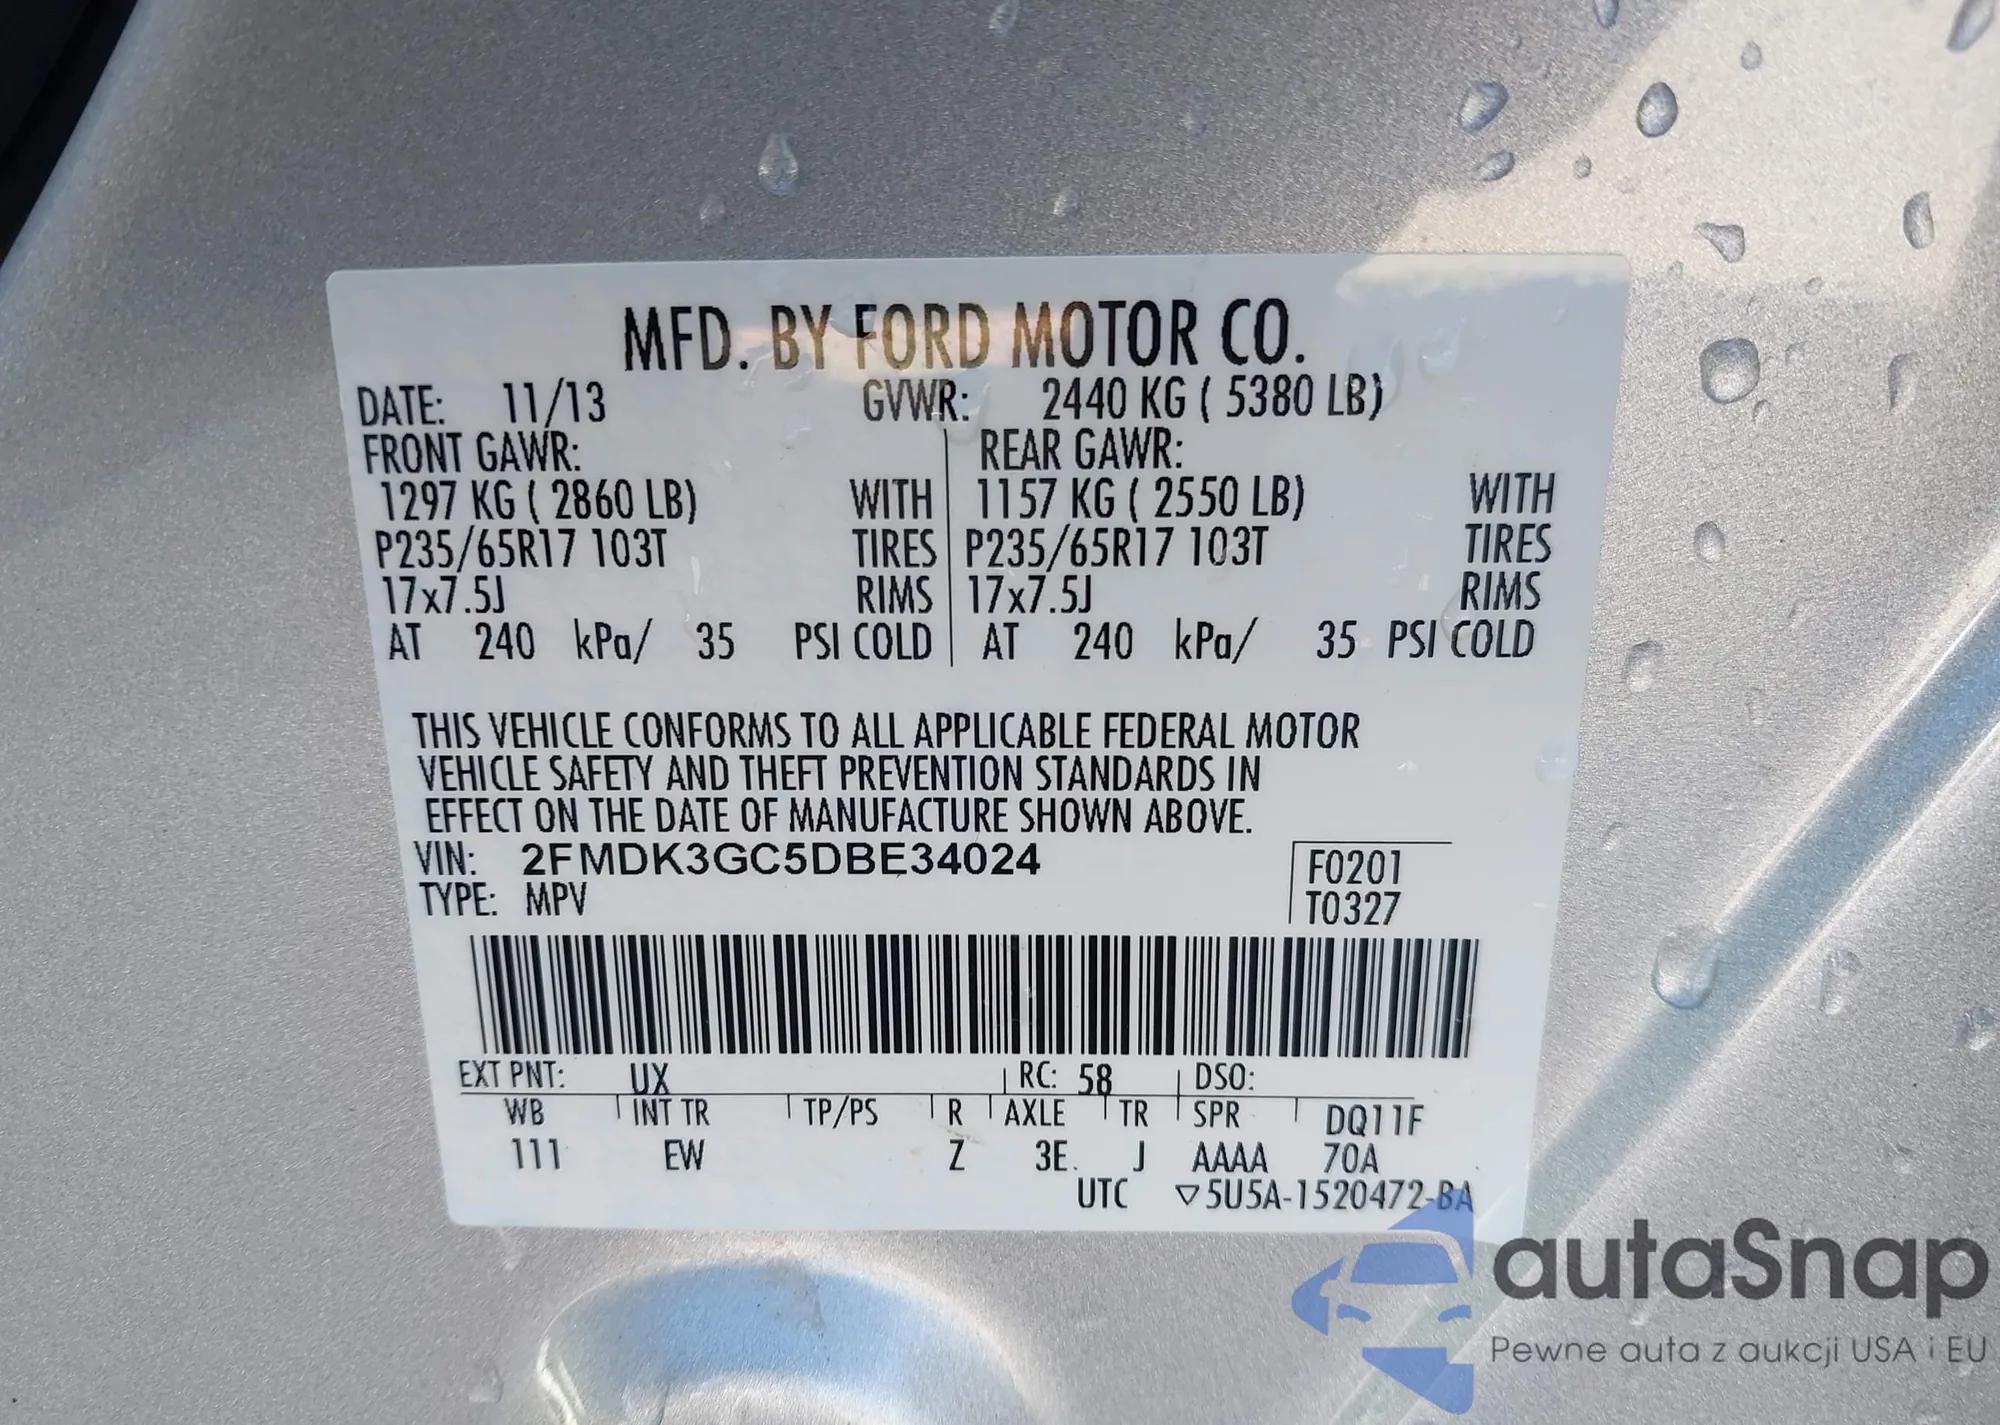 MFD. BY FORD MOTOR CO.
DATE: 11/13 GVWR: 2440 KG ( 5380 LB)
FRONT GAWR: REAR GAWR:
1297 KG ( 2860 LB) WITH 1157 KG ( 2550 LB) WITH
P235/65R17 103T TIRES P235/65R17 103T TIRES
17x7.5J RIMS 17x7.5J RIMS
AT 240 kPa/ 35 PSI COLD AT 240 kPa/ 35 PSI COLD
THIS VEHICLE CONFORMS TO ALL APPLICABLE FEDERAL MOTOR
VEHICLE SAFETY AND THEFT PREVENTION STANDARDS IN
EFFECT ON THE DATE OF MANUFACTURE SHOWN ABOVE.
VIN: 2FMDK3GC5DBE34024 F0201
TYPE: MPV T0327
EXT PNT: UX RC: 58 DSO:
WB INT TR TP/PS R AXLE TR SPR DQ11F
111 EW Z 3E J AAAA 70A
UTC ▽5U5A-1520472-BA
autaSnap
Pewne auta z aukcji USA i EU